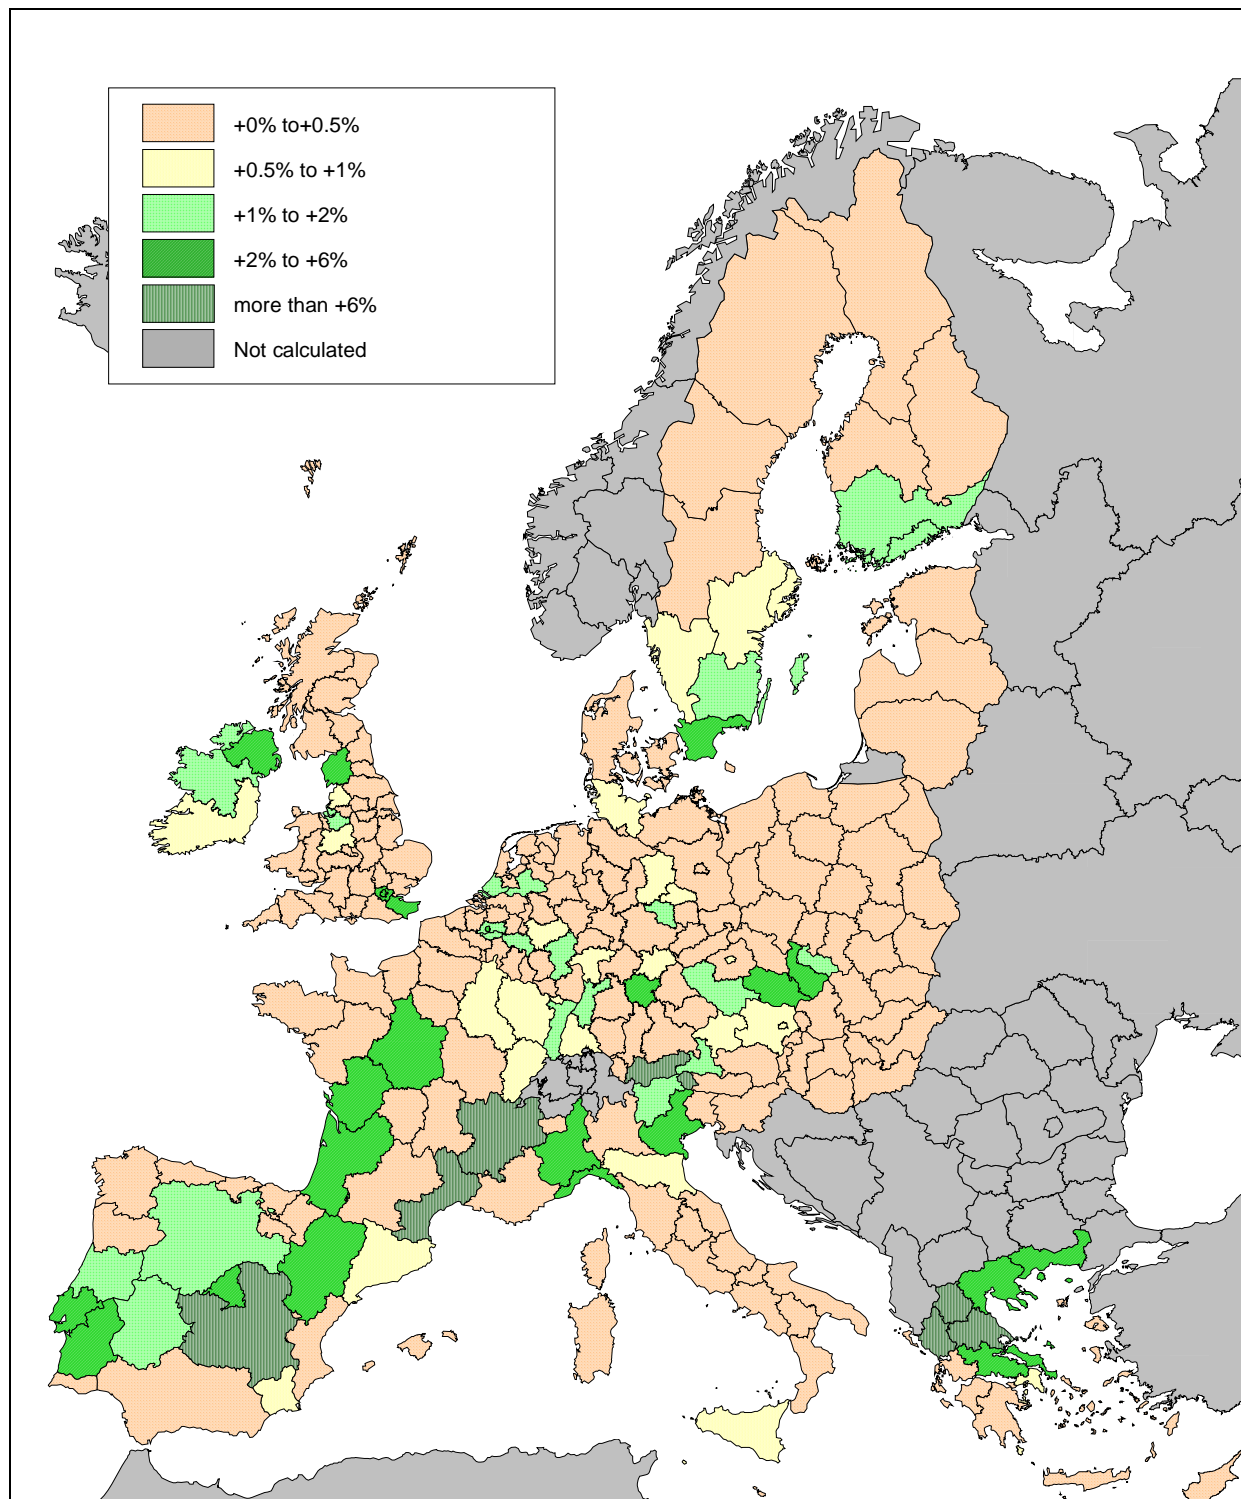 +0% to+0.5%
+0.5% to +1%
+1% to +2%
+2% to +6%
more than +6%
Not calculated